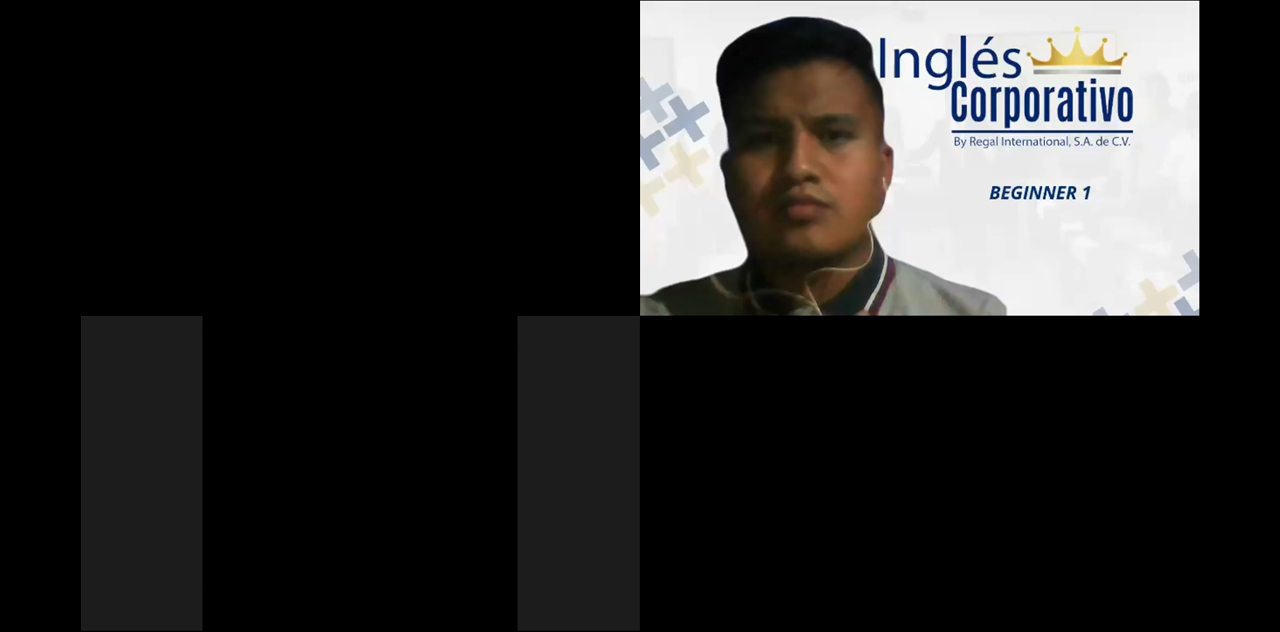 Inglés
Corporativo
By Regal International, S.A. de C.V.
BEGINNER 1